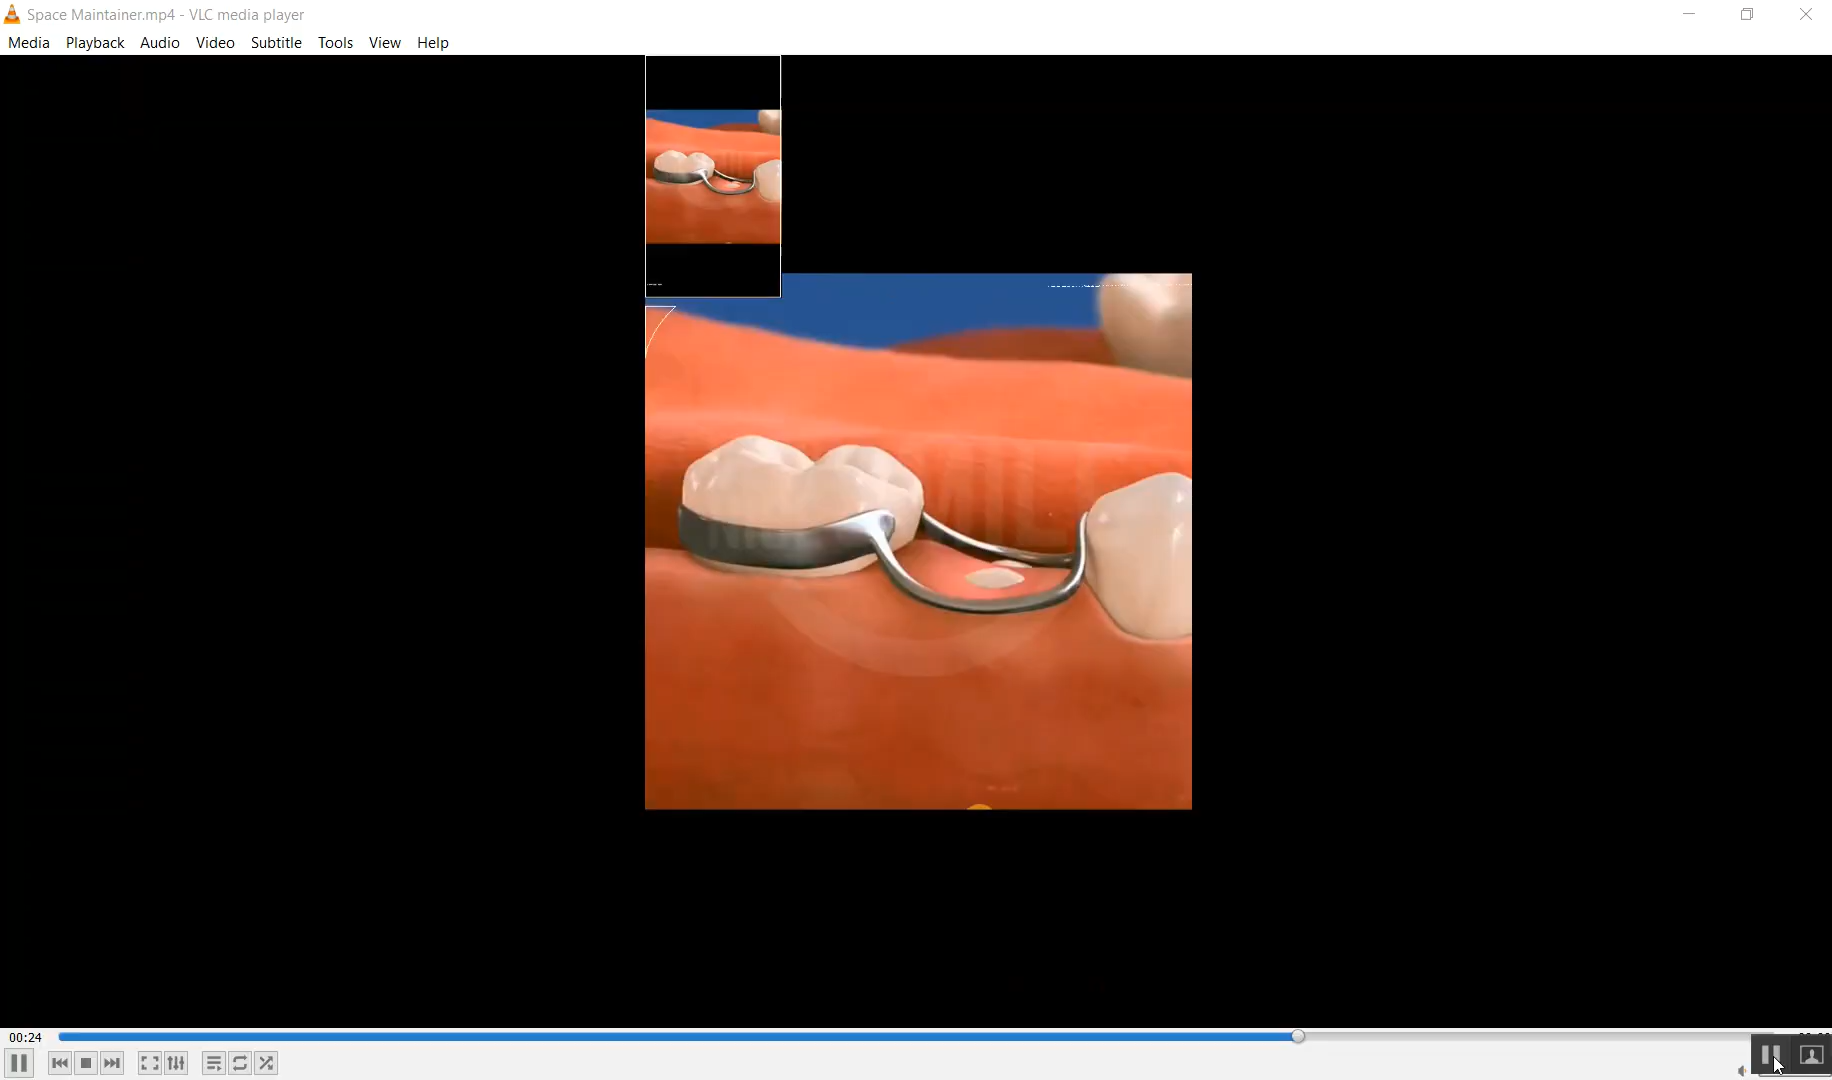 Space Maintainer.mp4 - VLC media player
Media Playback Audio Video Subtitle Tools View Help
00:24